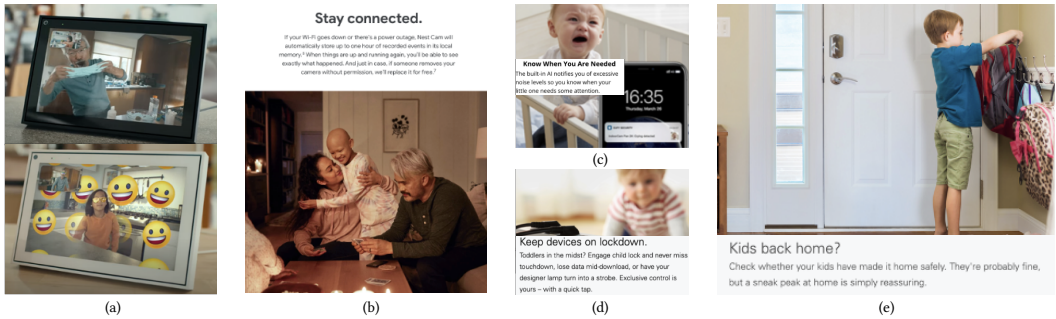 Stay connected.
If your Wi-Fi goes down or there's a power outage, Nest Cam will
automatically store up to one hour of recorded events in its local
memory.⁶ When things are up and running again, you'll be able to see
exactly what happened. And just in case, if someone removes your
camera without permission, we'll replace it for free.⁷
Know When You Are Needed
The built-in AI notifies you of excessive
noise levels so you know when your
little one needs some attention.
16:35
Thursday, March
(c)
Keep devices on lockdown.
Toddlers in the midst? Engage child lock and never miss
touchdown, lose data mid-download, or have your
designer lamp turn into a strobe. Exclusive control is
yours – with a quick tap.
Kids back home?
Check whether your kids have made it home safely. They're probably fine,
but a sneak peak at home is simply reassuring.
(a)
(b)
(d)
(e)